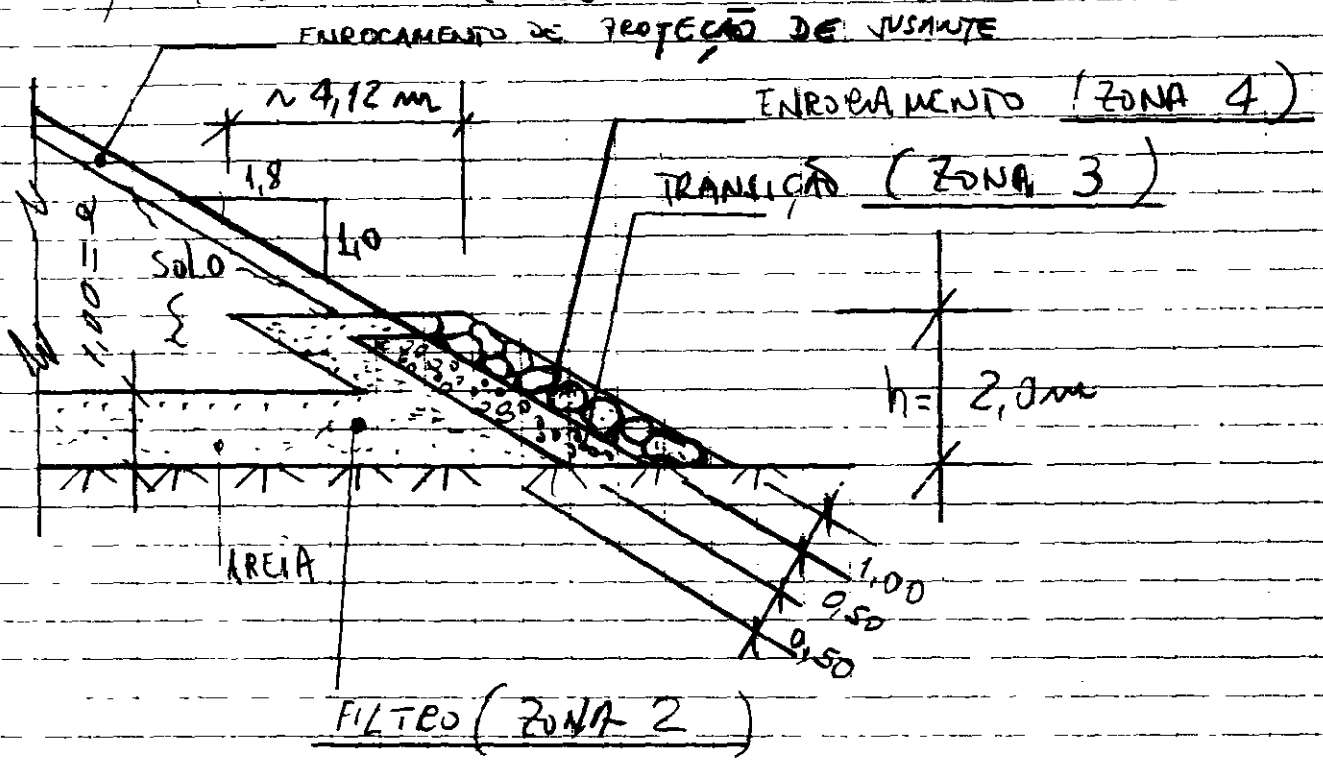 ENROCAMENTO DE PROTEÇÃO DE JUSANTE
~ 4,12 m
ENROCAMENTO (ZONA 4)
TRANSIÇÃO (ZONA 3)
1,8
1,0
SOLO
1,00 = e
h= 2,0m
AREIA
1,00
0,50
0,50
FILTRO (ZONA 2)